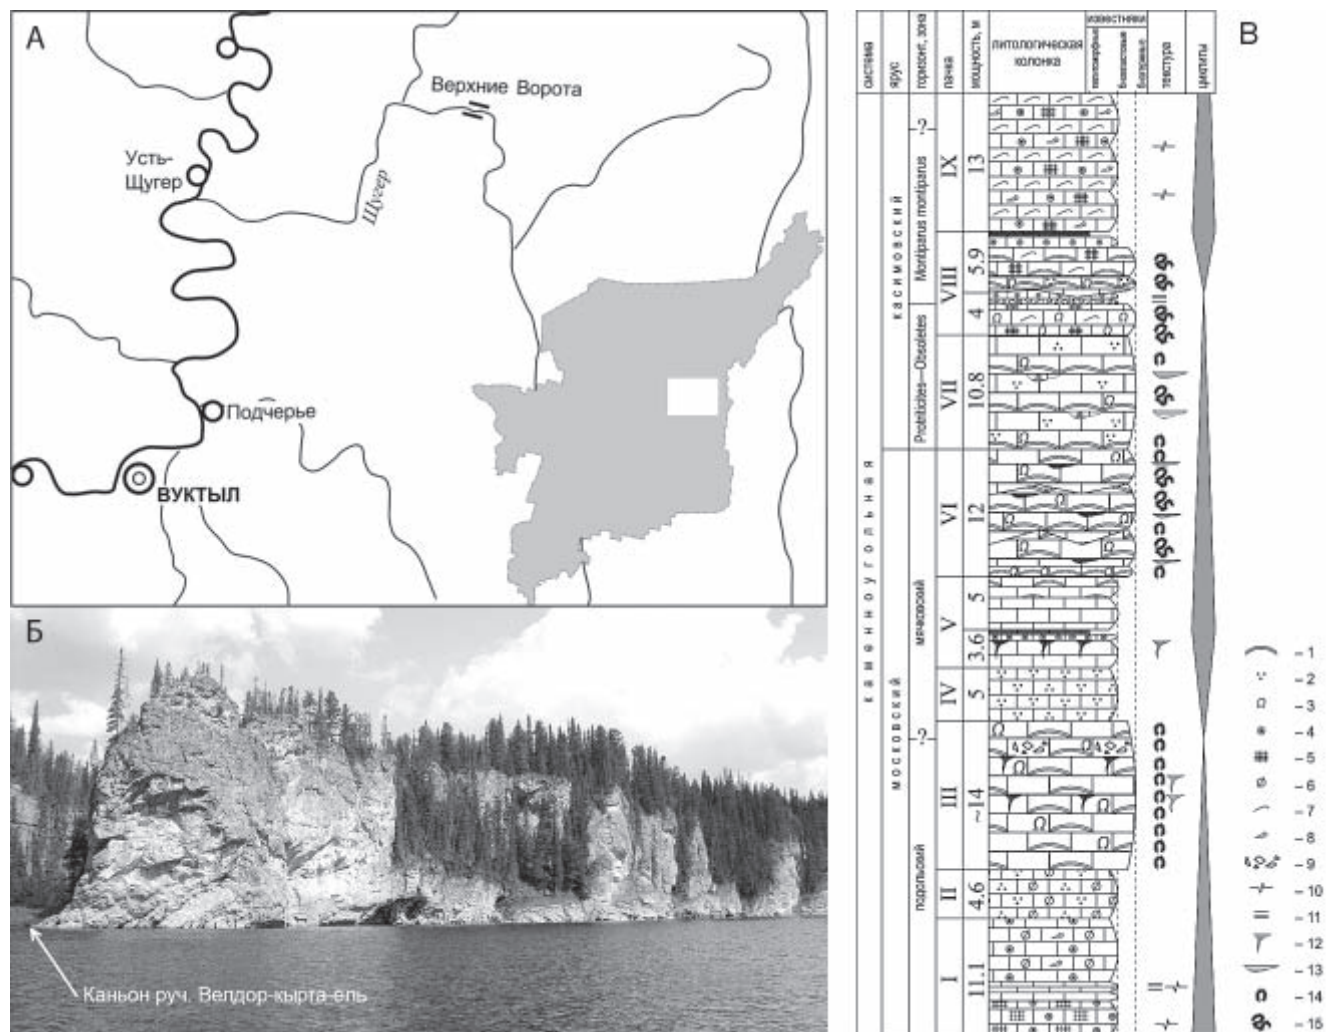 А
Верхние Ворота
Усть-
Щугер
Щугер
Подчерье
ВУКТЫЛ
Б
Каньон руч. Велдор-кырта-ёль
В
система
ярус
горизонт, зона
пачка
мощность, м
литологическая
колонка
известняки
текстура
циклиты
каменноугольная
касимовский
московский
-?-
Montiparus montiparus
Protriticites—Obsoletes
мячковский
-?-
подольский
IX
13
VIII
5.9
4
VII
10.8
VI
12
V
5
3.6
IV
5
III
~14
II
4.6
I
11.1
– 1
– 2
– 3
– 4
– 5
– 6
– 7
– 8
– 9
– 10
– 11
– 12
– 13
– 14
– 15